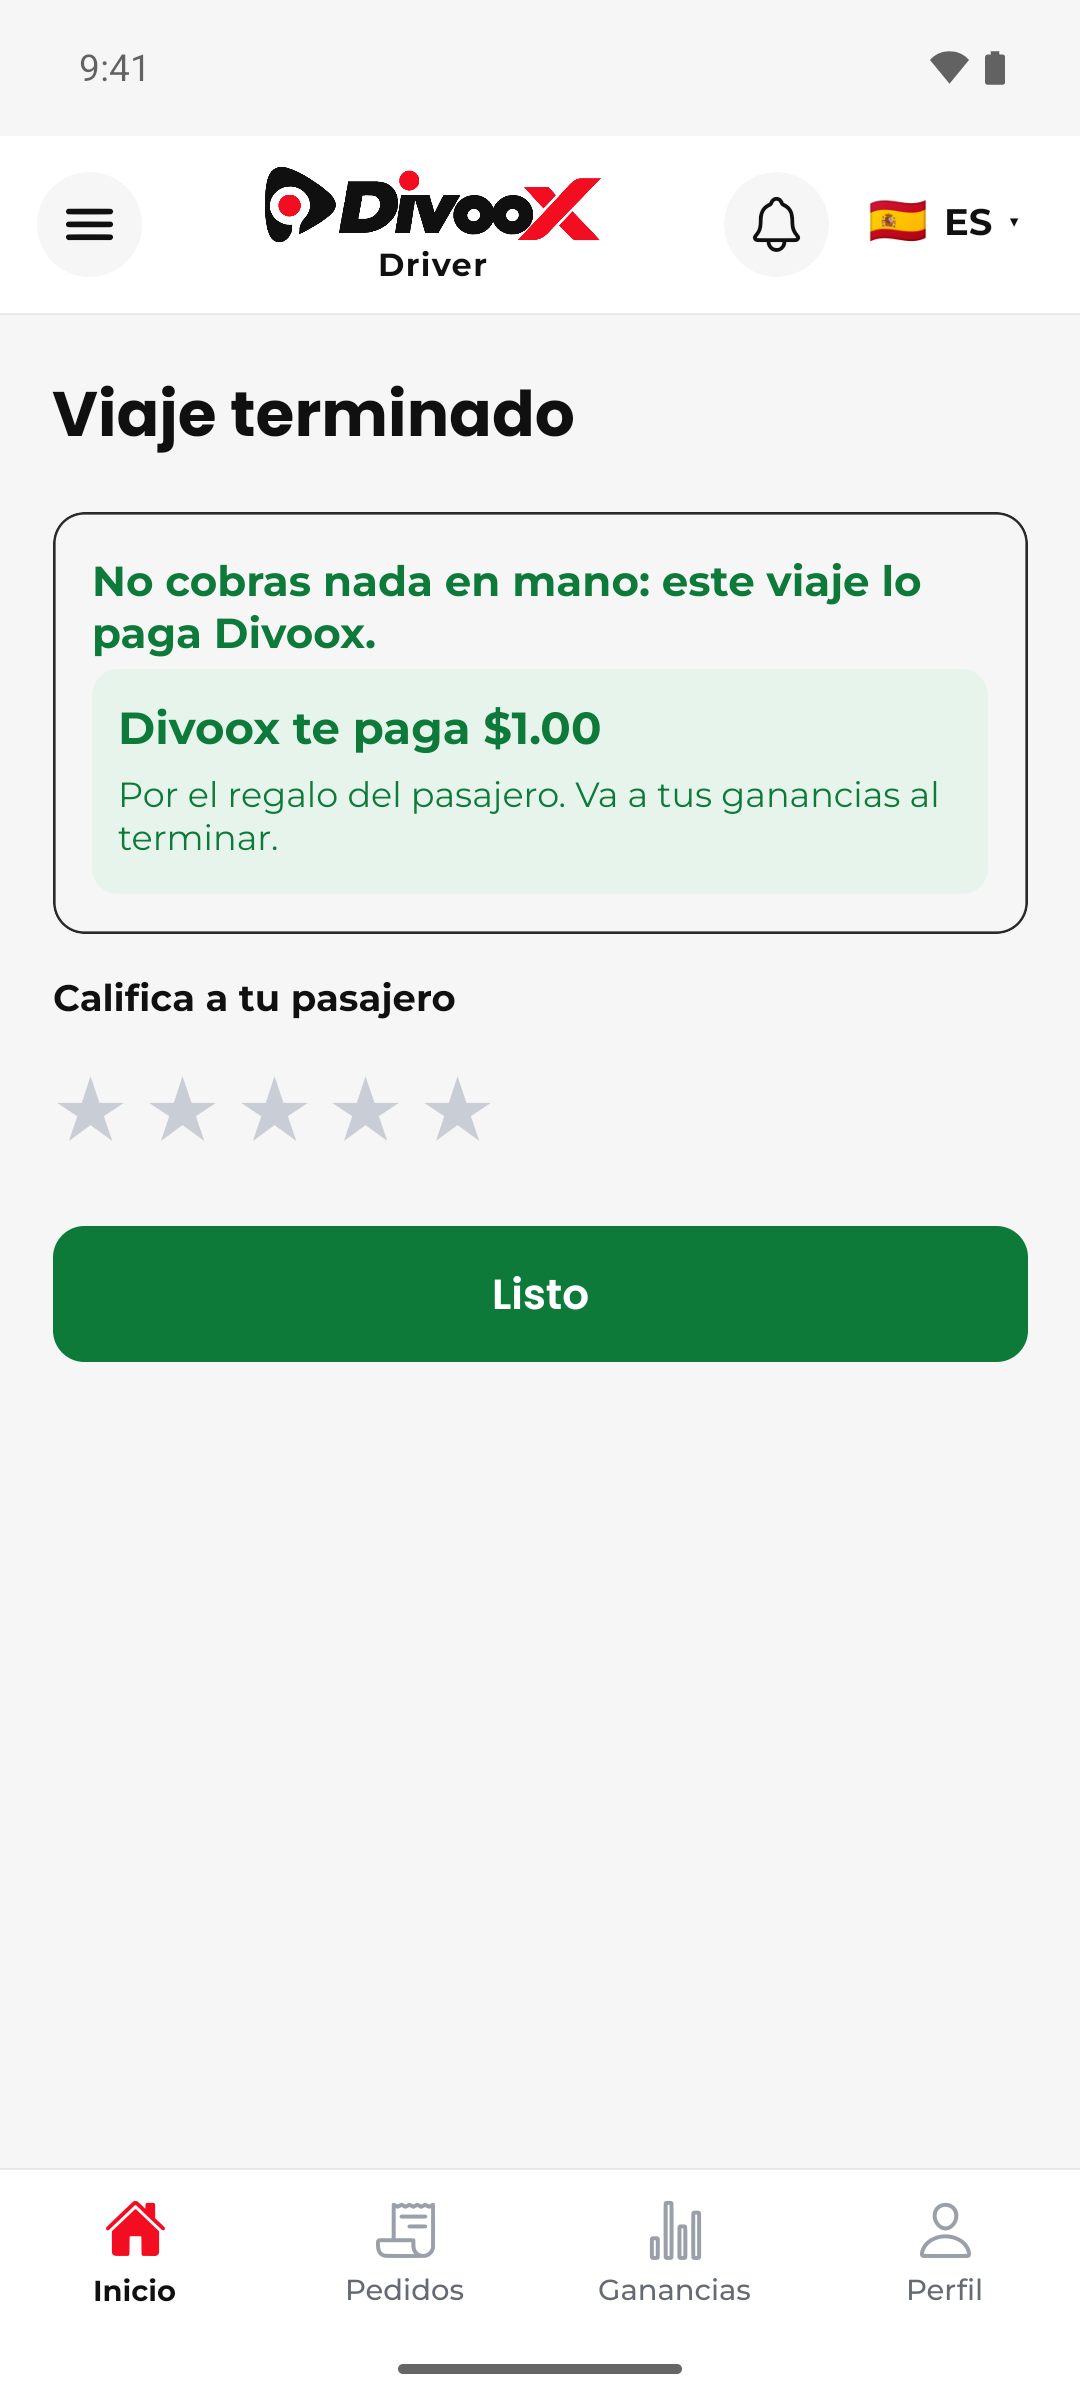 9:41
DivooX
Driver
ES
Viaje terminado
No cobras nada en mano: este viaje lo
paga Divoox.
Divoox te paga $1.00
Por el regalo del pasajero. Va a tus ganancias al
terminar.
Califica a tu pasajero
Listo
Inicio
Pedidos
Ganancias
Perfil